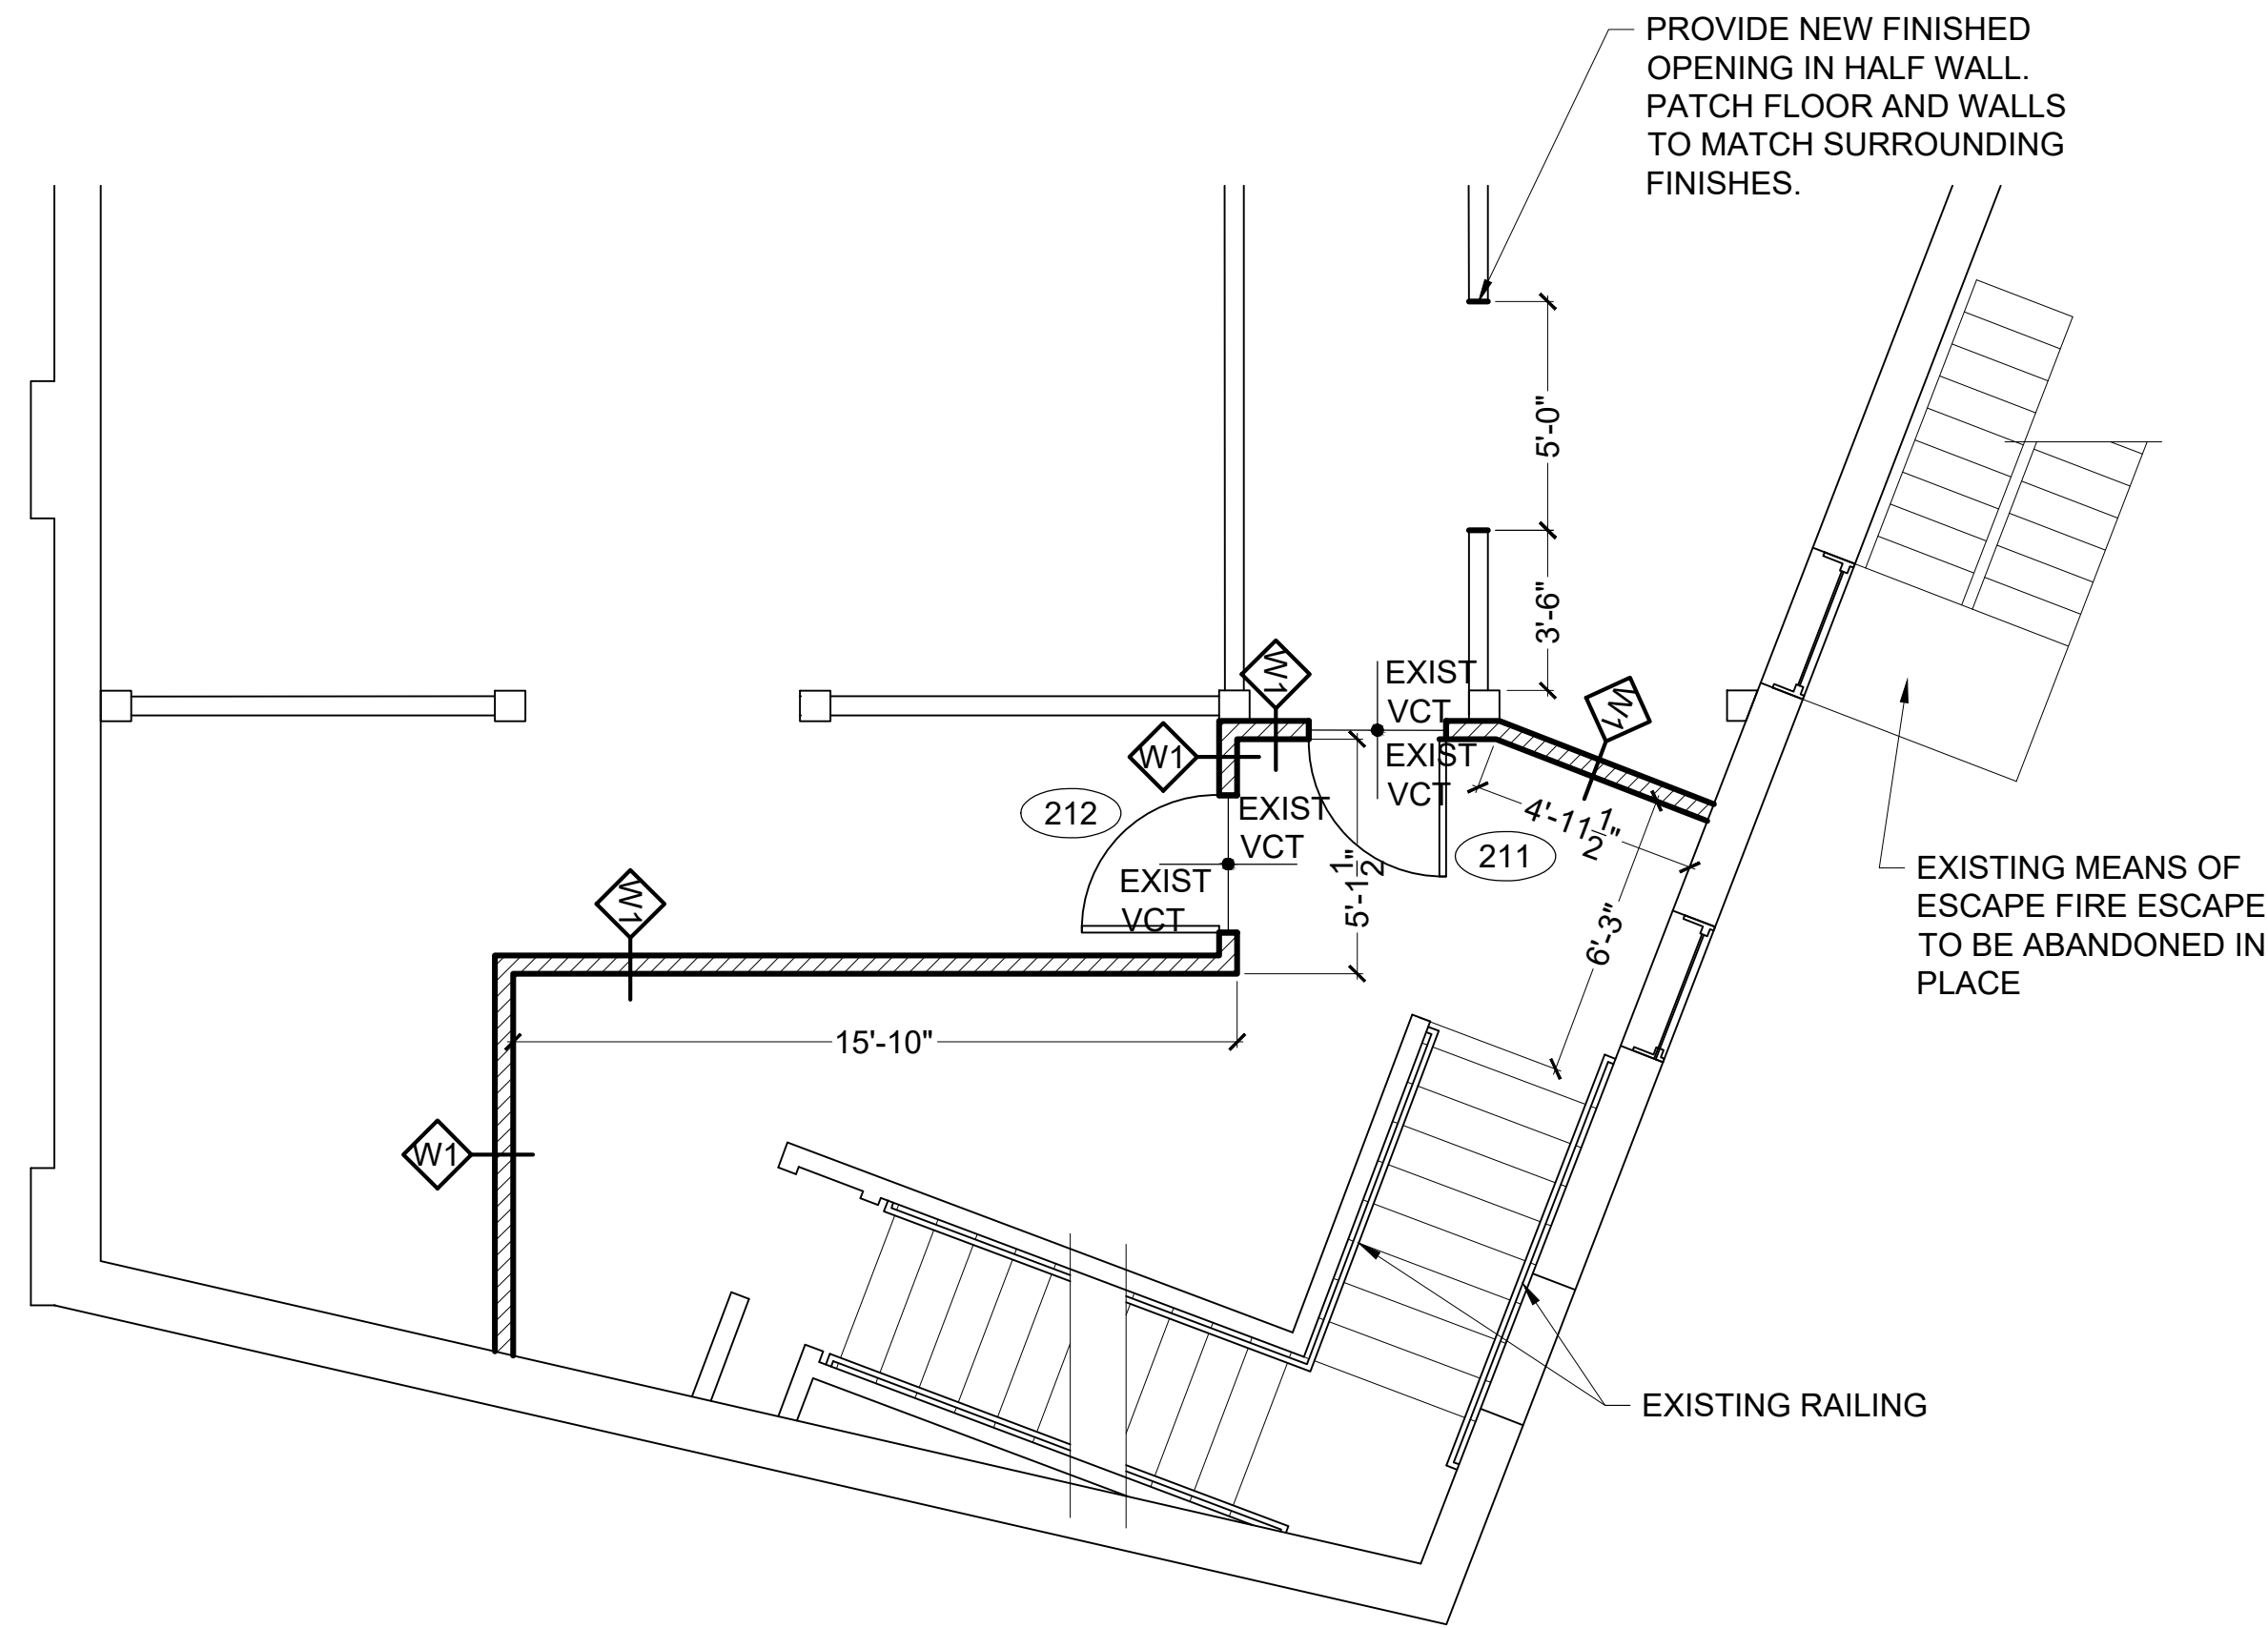 PROVIDE NEW FINISHED
OPENING IN HALF WALL.
PATCH FLOOR AND WALLS
TO MATCH SURROUNDING
FINISHES.
5'-0"
3'-6"
W1
EXIST
VCT
W1
W1
EXIST
VCT
212
EXIST
VCT
4'-11 1/2"
211
5'-1 1/2"
EXIST
VCT
W1
6'-3"
EXISTING MEANS OF
ESCAPE FIRE ESCAPE
TO BE ABANDONED IN
PLACE
15'-10"
W1
EXISTING RAILING